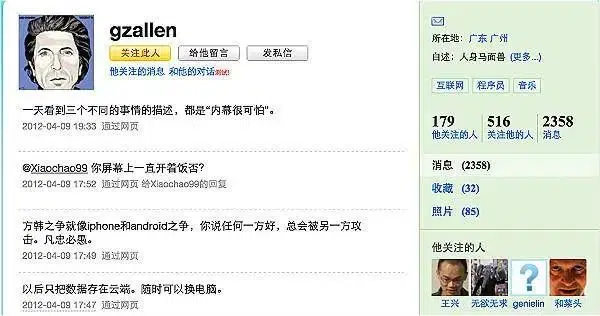 gzallen
关注此人 给他留言 发私信
他关注的消息 和他的对话测试!
一天看到三个不同的事情的描述，都是“内幕很可怕”。
2012-04-09 19:33 通过网页
@Xiaochao99 你屏幕上一直开着饭否?
2012-04-09 17:52 通过网页 给Xiaochao99的回复
方韩之争就像iphone和android之争，你说任何一方好，总会被另一方攻
击。凡忠必愚。
2012-04-09 17:49 通过网页
以后只把数据存在云端。随时可以换电脑。
2012-04-09 17:47 通过网页
所在地： 广东 广州
自述：人身马面兽 (更多...)
互联网 程序员 音乐
179 516 2358
他关注的人 关注他的人 消息
消息 (2358)
收藏 (32)
照片 (85)
他关注的人
王兴 无欲无求 genielin 和菜头